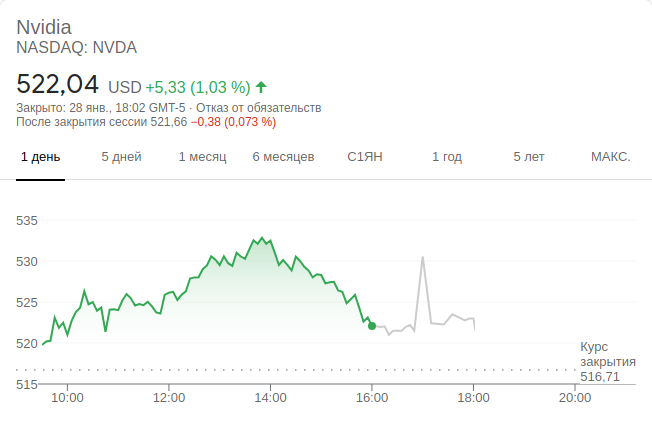 Nvidia
NASDAQ: NVDA
522,04 USD +5,33 (1,03 %)
Закрыто: 28 янв., 18:02 GMT-5 · Отказ от обязательств
После закрытия сессии 521,66 −0,38 (0,073 %)
1 день 5 дней 1 месяц 6 месяцев С1ЯН 1 год 5 лет МАКС.
535
530
525
520
Курс
закрытия
516,71
515
10:00 12:00 14:00 16:00 18:00 20:00